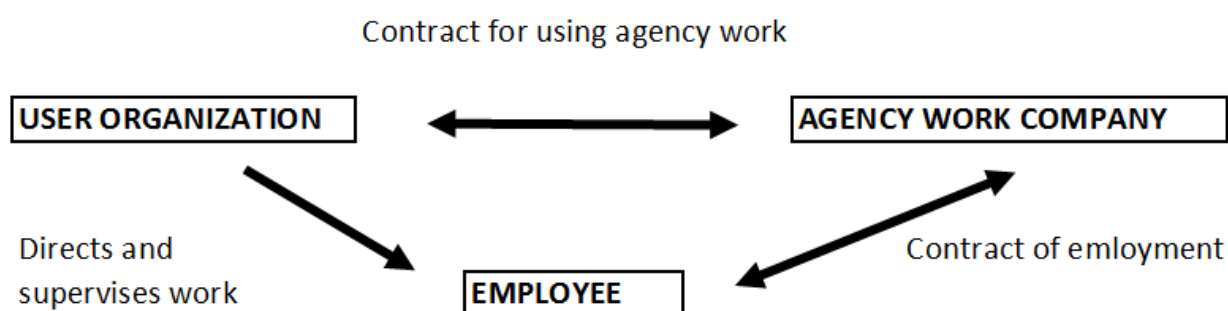 Contract for using agency work
USER ORGANIZATION
AGENCY WORK COMPANY
Directs and
supervises work
Contract of emloyment
EMPLOYEE